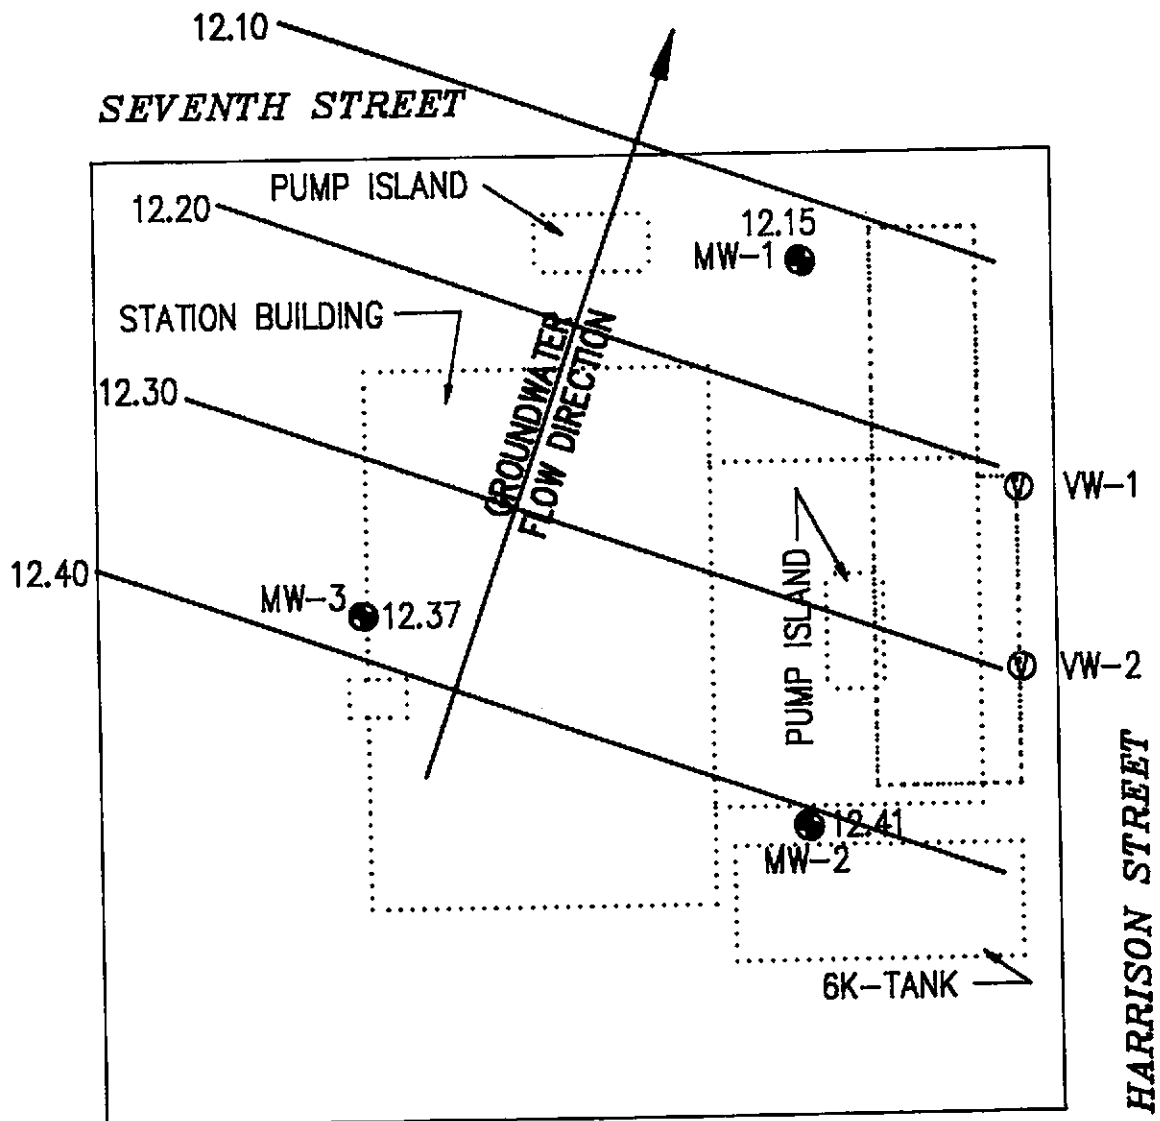 12.10
SEVENTH STREET
PUMP ISLAND
12.20
12.15
MW-1
STATION BUILDING
GROUNDWATER
FLOW DIRECTION
12.30
VW-1
12.40
MW-3
12.37
PUMP ISLAND
VW-2
12.41
MW-2
6K-TANK
HARRISON STREET